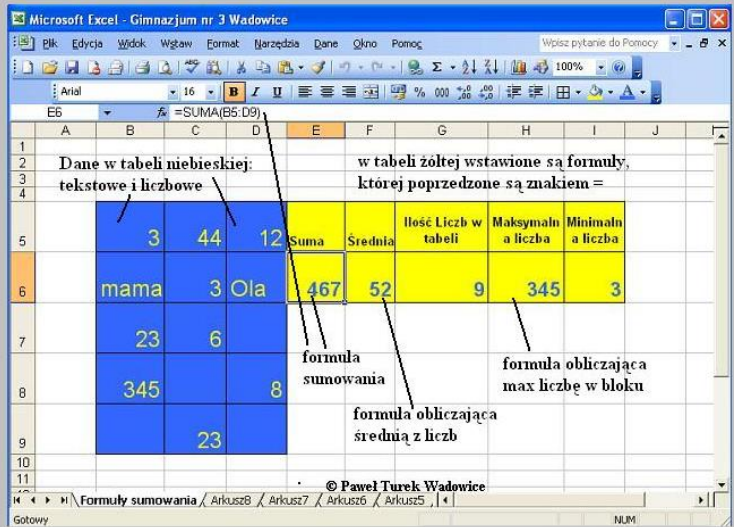 Microsoft Excel - Gimnazjum nr 3 Wadowice
Plik Edycja Widok Wstaw Format Narzędzia Dane Okno Pomoc Wpisz pytanie do Pomocy
100%
Arial 16 B I U % 000
E6 fx =SUMA(B5:D9)
A B C D E F G H I J
1
2 Dane w tabeli niebieskiej: w tabeli żółtej wstawione są formuły,
3 tekstowe i liczbowe której poprzedzone są znakiem =
4
5 3 44 12 Suma Średnia Ilość Liczb w tabeli Maksymalna liczba Minimaln a liczba
6 mama 3 Ola 467 52 9 345 3
7 23 6
formuła
sumowania
formuła obliczająca
max liczbę w bloku
8 345 8
formuła obliczająca
średnią z liczb
9 23
10
11
© Paweł Turek Wadowice
Formuły sumowania Arkusz8 Arkusz7 Arkusz6 Arkusz5
Gotowy NUM